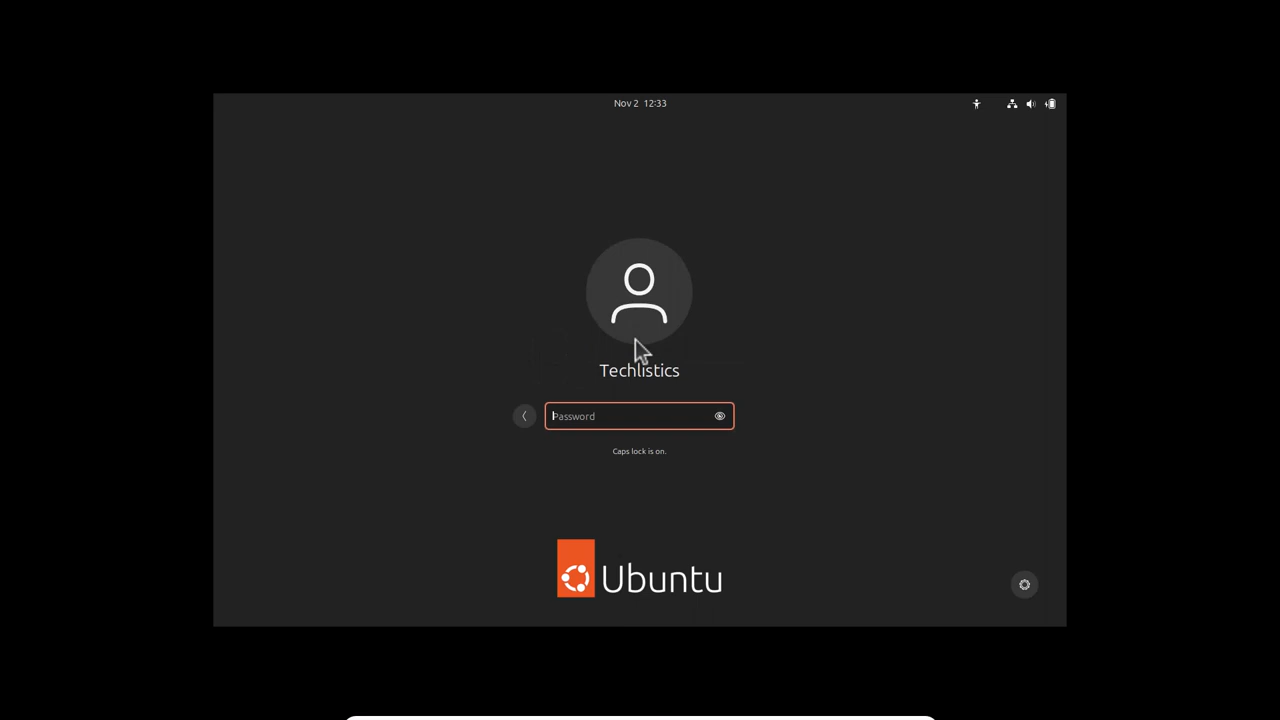 Nov 2 12:33
Techlistics
Password
Caps lock is on.
Ubuntu